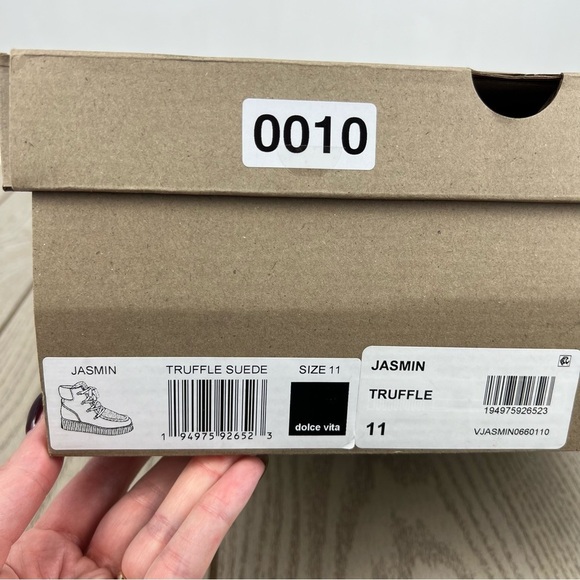 0010
JASMIN TRUFFLE SUEDE SIZE 11
1 94975 92652 3
dolce vita
JASMIN
TRUFFLE
194975926523
11
VJASMIN0660110